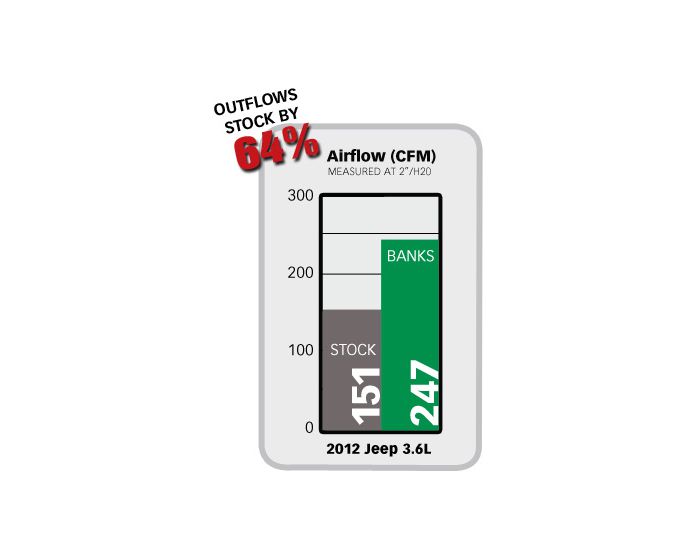 OUTFLOWS
STOCK BY
64%
Airflow (CFM)
MEASURED AT 2"/H20
300
200
100
0
BANKS
STOCK
151
247
2012 Jeep 3.6L